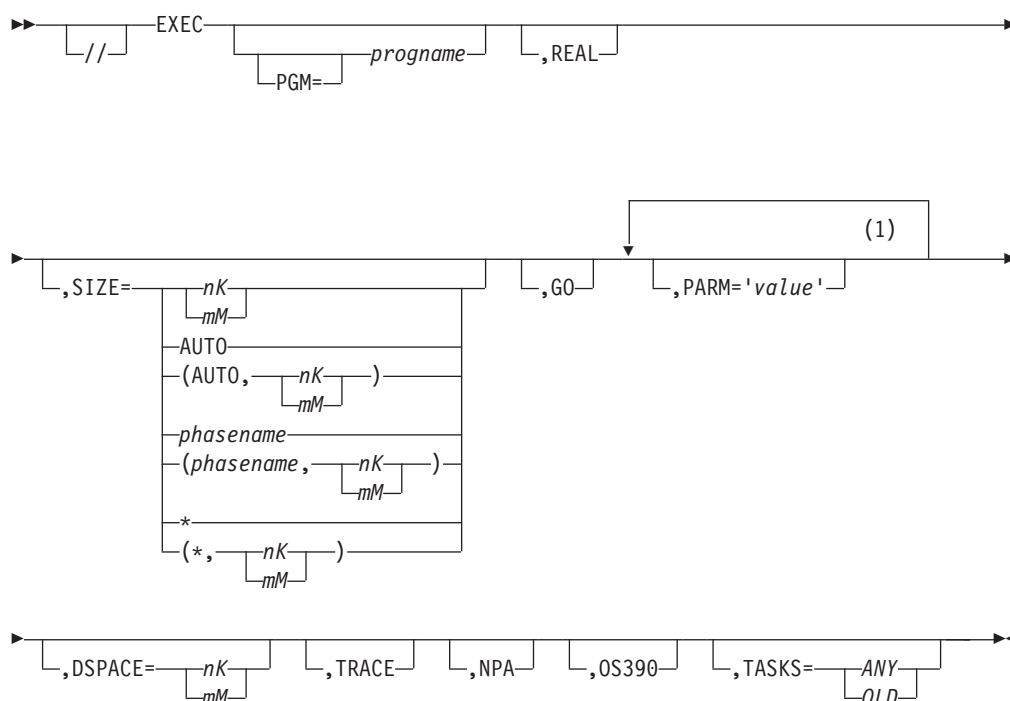 EXEC
// progname ,REAL
PGM=
(1)
,SIZE= nK ,GO ,PARM='value'
mM
AUTO
(AUTO, nK )
mM
phasename
(phasename, nK )
mM
*
(*, nK )
mM
,DSPACE= nK ,TRACE ,NPA ,OS390 ,TASKS= ANY
mM OLD